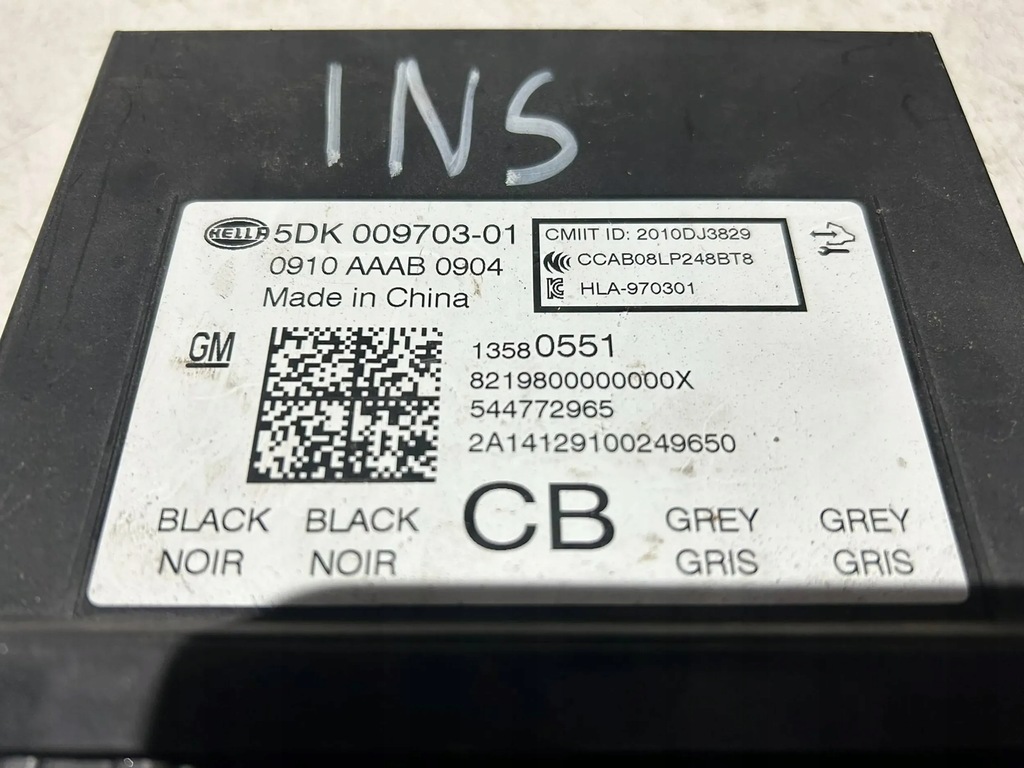 INS
HELLA 5DK 009703-01
0910 AAAB 0904
Made in China
CMIIT ID: 2010DJ3829
CCAB08LP248BT8
HLA-970301
GM
13580551
8219800000000X
544772965
2A14129100249650
CB
BLACK BLACK GREY GREY
NOIR NOIR GRIS GRIS